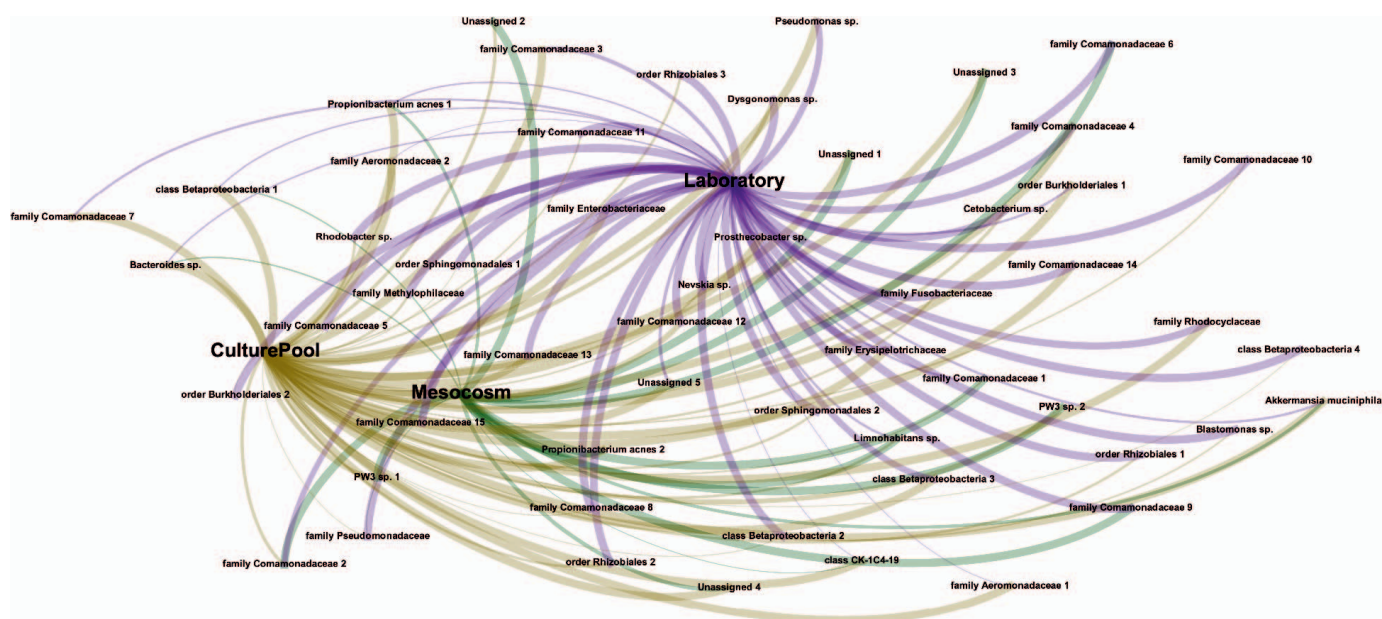 Unassigned 2
Pseudomonas sp.
family Comamonadaceae 3
family Comamonadaceae 6
order Rhizobiales 3
Unassigned 3
Propionibacterium acnes 1
Dysgonomonas sp.
family Comamonadaceae 11
family Comamonadaceae 4
family Aeromonadaceae 2
Unassigned 1
family Comamonadaceae 10
class Betaproteobacteria 1
Laboratory
order Burkholderiales 1
family Comamonadaceae 7
family Enterobacteriaceae
Cetobacterium sp.
Rhodobacter sp.
Prosthecobacter sp.
Bacteroides sp.
order Sphingomonadales 1
family Comamonadaceae 14
family Methylophilaceae
Nevskia sp.
family Fusobacteriaceae
family Comamonadaceae 5
family Comamonadaceae 12
family Rhodocyclaceae
CulturePool
family Comamonadaceae 13
family Erysipelotrichaceae
class Betaproteobacteria 4
order Burkholderiales 2
Mesocosm
Unassigned 5
family Comamonadaceae 1
Akkermansia muciniphila
family Comamonadaceae 15
order Sphingomonadales 2
PW3 sp. 2
Blastomonas sp.
Propionibacterium acnes 2
Limnohabitans sp.
order Rhizobiales 1
PW3 sp. 1
class Betaproteobacteria 3
family Comamonadaceae 8
family Comamonadaceae 9
family Pseudomonadaceae
class Betaproteobacteria 2
family Comamonadaceae 2
order Rhizobiales 2
class CK-1C4-19
Unassigned 4
family Aeromonadaceae 1